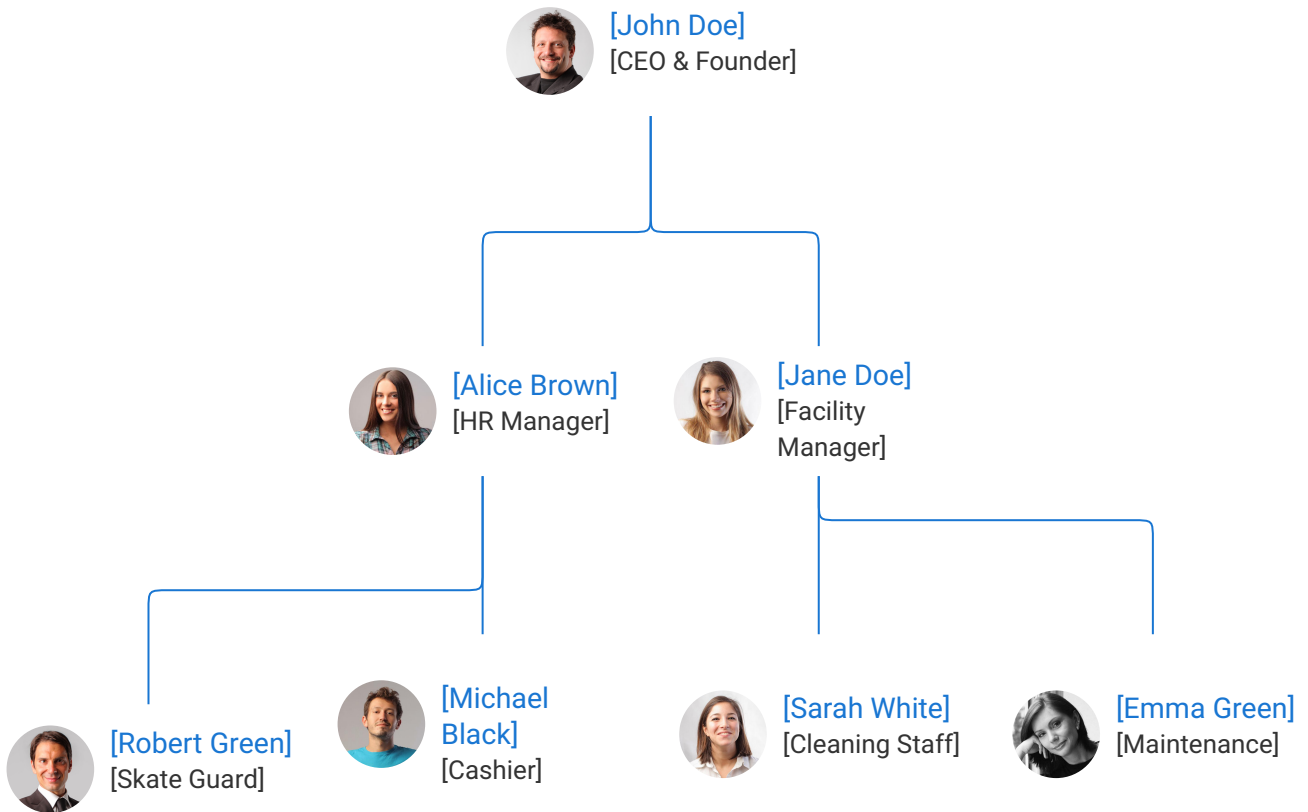 [John Doe]
[CEO & Founder]
[Alice Brown]
[HR Manager]
[Jane Doe]
[Facility
Manager]
[Robert Green]
[Skate Guard]
[Michael
Black]
[Cashier]
[Sarah White]
[Cleaning Staff]
[Emma Green]
[Maintenance]